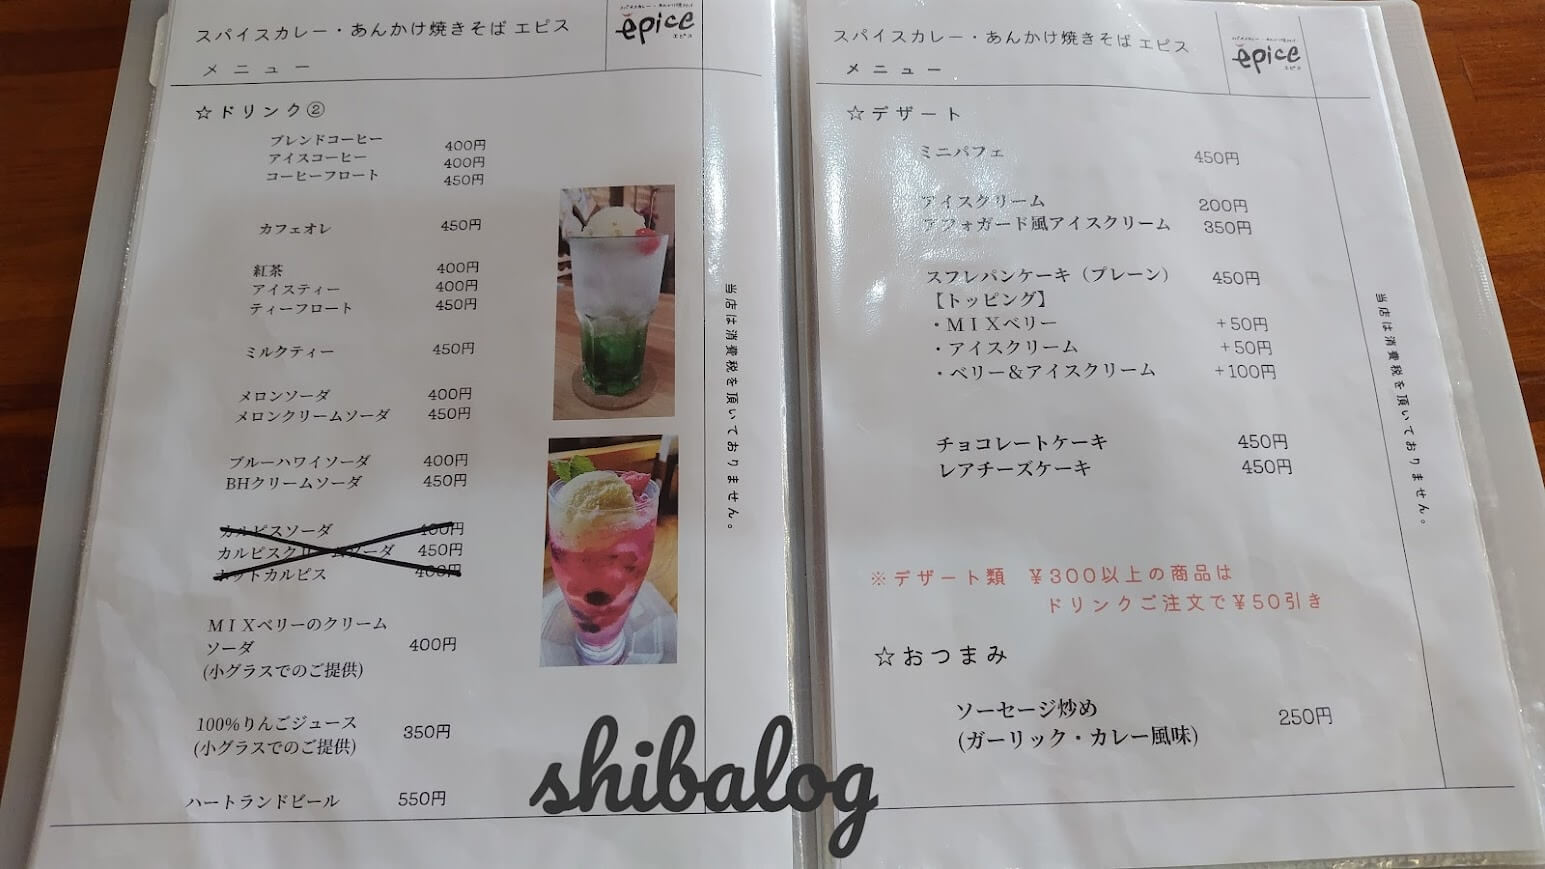 スパイスカレー・あんかけ焼きそば エピス
メニュー
épice
エピス
☆ドリンク②
ブレンドコーヒー 400円
アイスコーヒー 400円
コーヒーフロート 450円
カフェオレ 450円
紅茶 400円
アイスティー 400円
ティーフロート 450円
ミルクティー 450円
メロンソーダ 400円
メロンクリームソーダ 450円
ブルーハワイソーダ 400円
BHクリームソーダ 450円
カルピスソーダ 400円
カルピスクリームソーダ 450円
ホットカルピス 400円
MIXベリーのクリーム
ソーダ 400円
(小グラスでのご提供)
100%りんごジュース 350円
(小グラスでのご提供)
ハートランドビール 550円
当店は消費税を頂いておりません。
スパイスカレー・あんかけ焼きそば エピス
メニュー
épice
エピス
☆デザート
ミニパフェ 450円
アイスクリーム 200円
アフォガード風アイスクリーム 350円
スフレパンケーキ（プレーン） 450円
【トッピング】
・MIXベリー +50円
・アイスクリーム +50円
・ベリー＆アイスクリーム +100円
チョコレートケーキ 450円
レアチーズケーキ 450円
※デザート類 ¥300以上の商品は
ドリンクご注文で¥50引き
☆おつまみ
ソーセージ炒め 250円
(ガーリック・カレー風味)
当店は消費税を頂いておりません。
shibalog